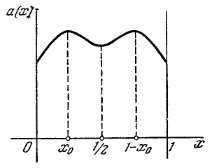 a(x)
0 x₀ 1/2 1-x₀ 1 x